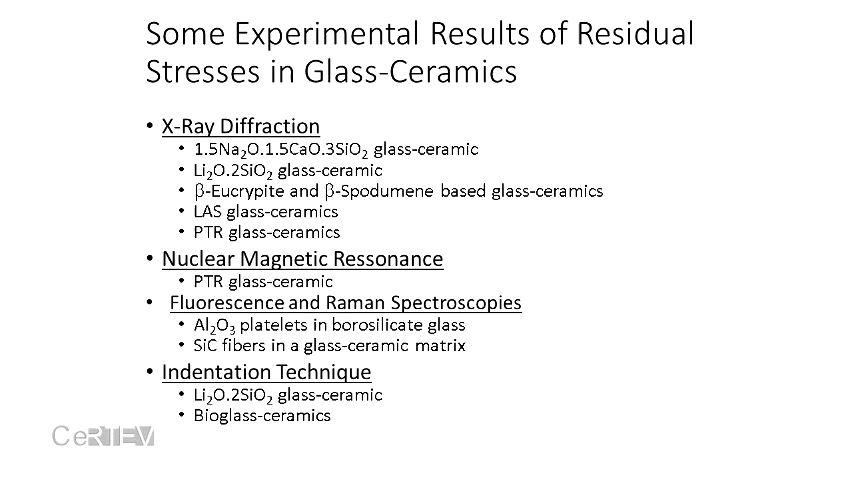 Some Experimental Results of Residual
Stresses in Glass-Ceramics
• X-Ray Diffraction
• 1.5Na₂O.1.5CaO.3SiO₂ glass-ceramic
• Li₂O.2SiO₂ glass-ceramic
• β-Eucrypite and β-Spodumene based glass-ceramics
• LAS glass-ceramics
• PTR glass-ceramics
• Nuclear Magnetic Ressonance
• PTR glass-ceramic
• Fluorescence and Raman Spectroscopies
• Al₂O₃ platelets in borosilicate glass
• SiC fibers in a glass-ceramic matrix
• Indentation Technique
• Li₂O.2SiO₂ glass-ceramic
• Bioglass-ceramics
CeRTEV